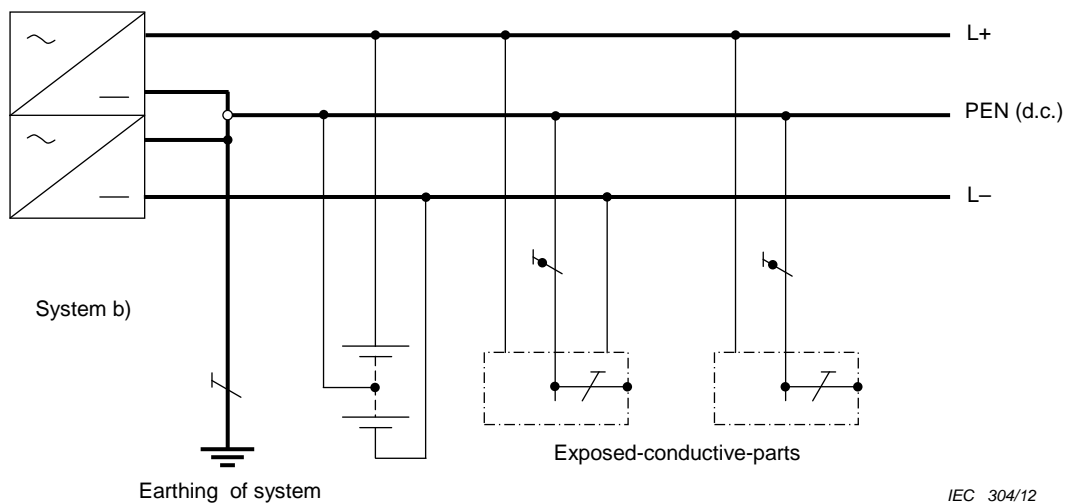 L+
PEN (d.c.)
L–
System b)
Exposed-conductive-parts
Earthing of system
IEC 304/12